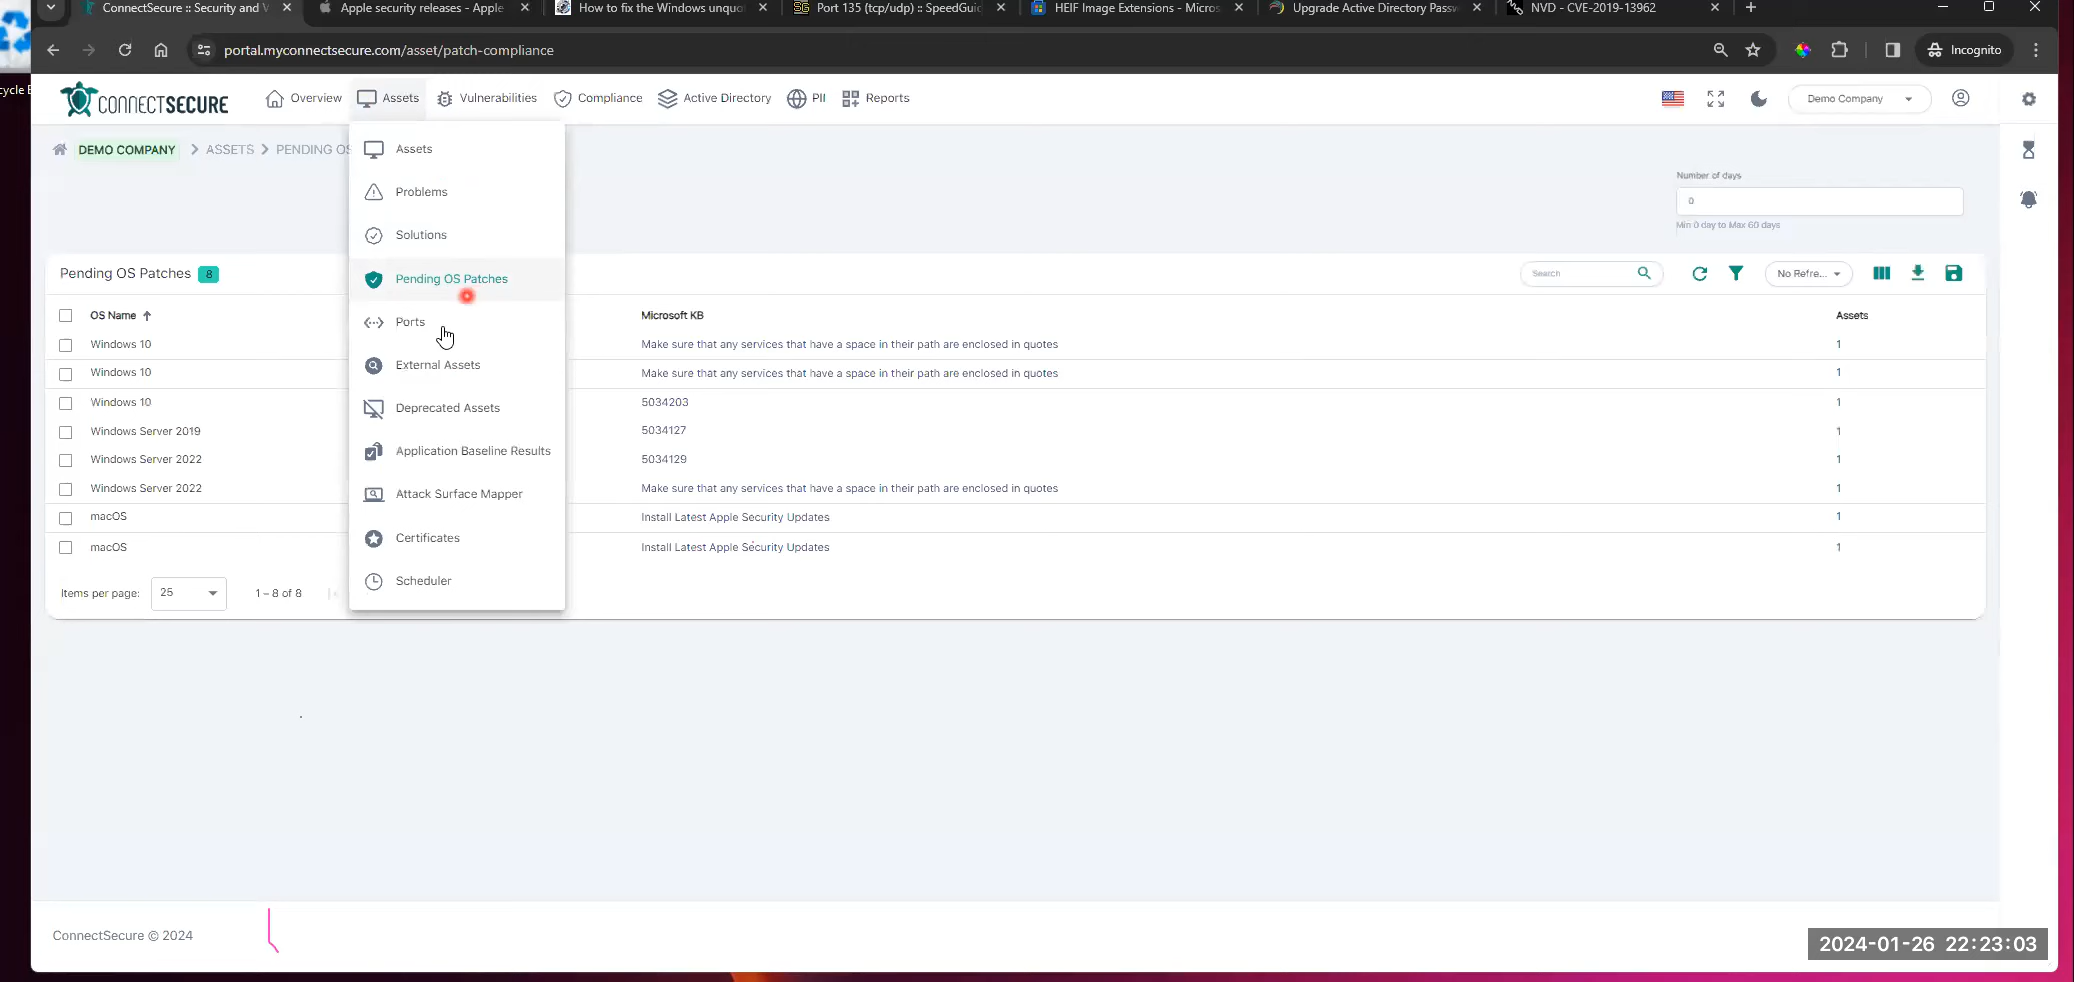 ConnectSecure :: Security and V
Apple security releases - Apple
How to fix the Windows unquo
Port 135 (tcp/udp) :: SpeedGuid
HEIF Image Extensions - Micros
Upgrade Active Directory Passw
NVD - CVE-2019-13962
portal.myconnectsecure.com/asset/patch-compliance
Incognito
cycle B
CONNECTSECURE
Overview
Assets
Vulnerabilities
Compliance
Active Directory
PII
Reports
Demo Company
DEMO COMPANY > ASSETS > PENDING OS
Assets
Problems
Solutions
Pending OS Patches
Ports
External Assets
Deprecated Assets
Application Baseline Results
Attack Surface Mapper
Certificates
Scheduler
Number of days
0
Min 0 day to Max 60 days
Pending OS Patches 8
Search
No Refre...
OS Name Microsoft KB Assets
Windows 10 Make sure that any services that have a space in their path are enclosed in quotes 1
Windows 10 Make sure that any services that have a space in their path are enclosed in quotes 1
Windows 10 5034203 1
Windows Server 2019 5034127 1
Windows Server 2022 5034129 1
Windows Server 2022 Make sure that any services that have a space in their path are enclosed in quotes 1
macOS Install Latest Apple Security Updates 1
macOS Install Latest Apple Security Updates 1
Items per page: 25 1 – 8 of 8
ConnectSecure © 2024
2024-01-26 22:23:03